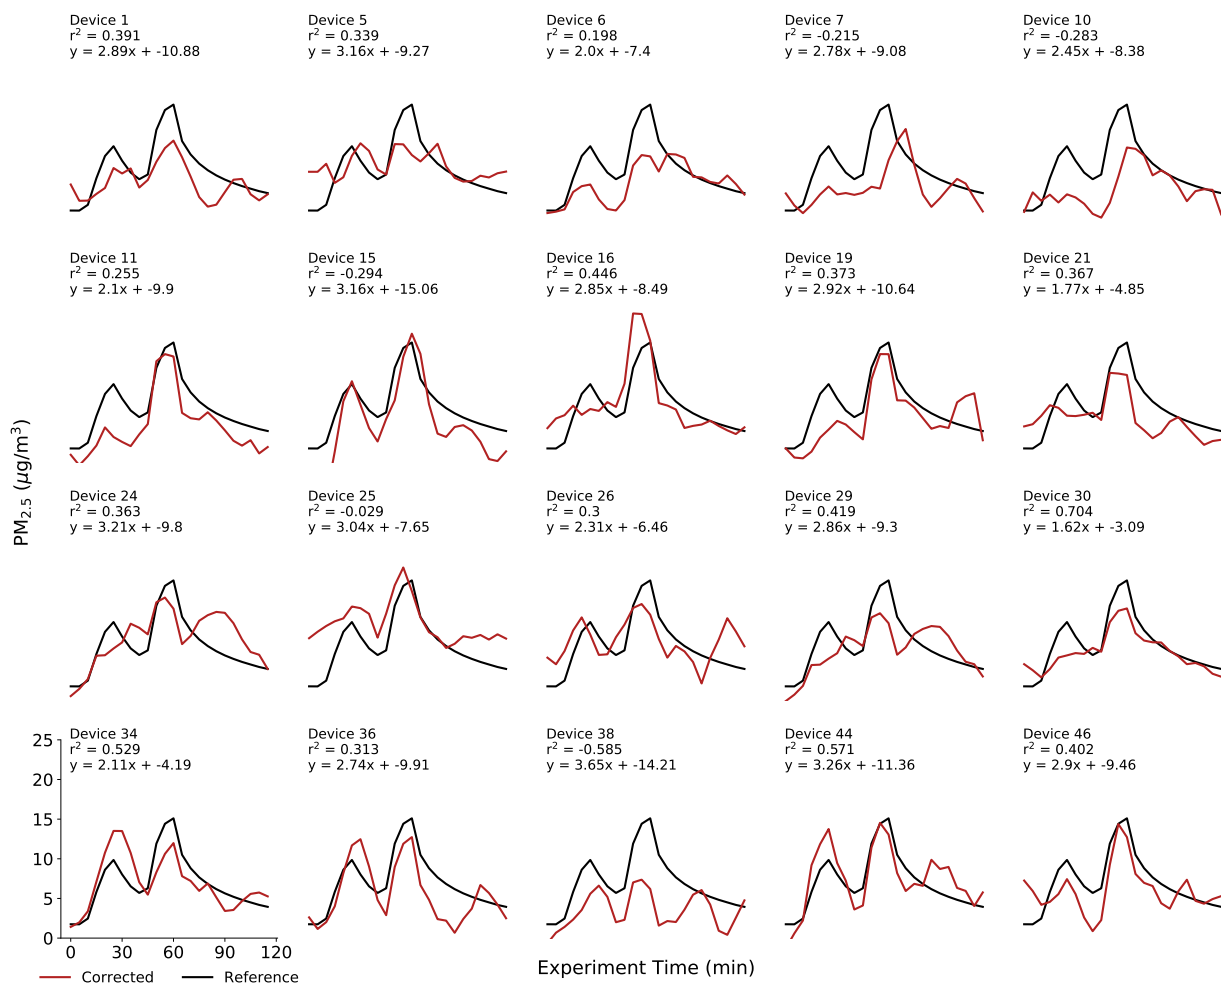 Device 1
r² = 0.391
y = 2.89x + -10.88
Device 5
r² = 0.339
y = 3.16x + -9.27
Device 6
r² = 0.198
y = 2.0x + -7.4
Device 7
r² = -0.215
y = 2.78x + -9.08
Device 10
r² = -0.283
y = 2.45x + -8.38
Device 11
r² = 0.255
y = 2.1x + -9.9
Device 15
r² = -0.294
y = 3.16x + -15.06
Device 16
r² = 0.446
y = 2.85x + -8.49
Device 19
r² = 0.373
y = 2.92x + -10.64
Device 21
r² = 0.367
y = 1.77x + -4.85
Device 24
r² = 0.363
y = 3.21x + -9.8
Device 25
r² = -0.029
y = 3.04x + -7.65
Device 26
r² = 0.3
y = 2.31x + -6.46
Device 29
r² = 0.419
y = 2.86x + -9.3
Device 30
r² = 0.704
y = 1.62x + -3.09
Device 34
r² = 0.529
y = 2.11x + -4.19
Device 36
r² = 0.313
y = 2.74x + -9.91
Device 38
r² = -0.585
y = 3.65x + -14.21
Device 44
r² = 0.571
y = 3.26x + -11.36
Device 46
r² = 0.402
y = 2.9x + -9.46
PM₂.₅ (μg/m³)
25
20
15
10
5
0
0 30 60 90 120
Experiment Time (min)
Corrected Reference